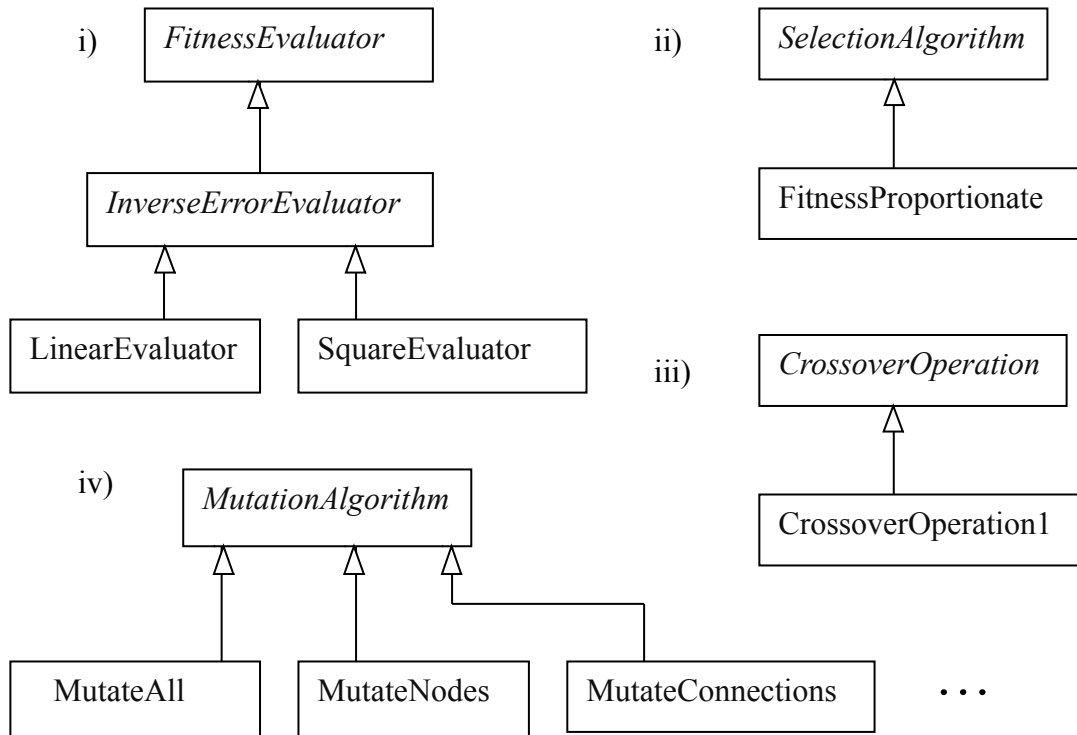 i)
FitnessEvaluator
InverseErrorEvaluator
LinearEvaluator
SquareEvaluator
ii)
SelectionAlgorithm
FitnessProportionate
iii)
CrossoverOperation
CrossoverOperation1
iv)
MutationAlgorithm
MutateAll
MutateNodes
MutateConnections
...